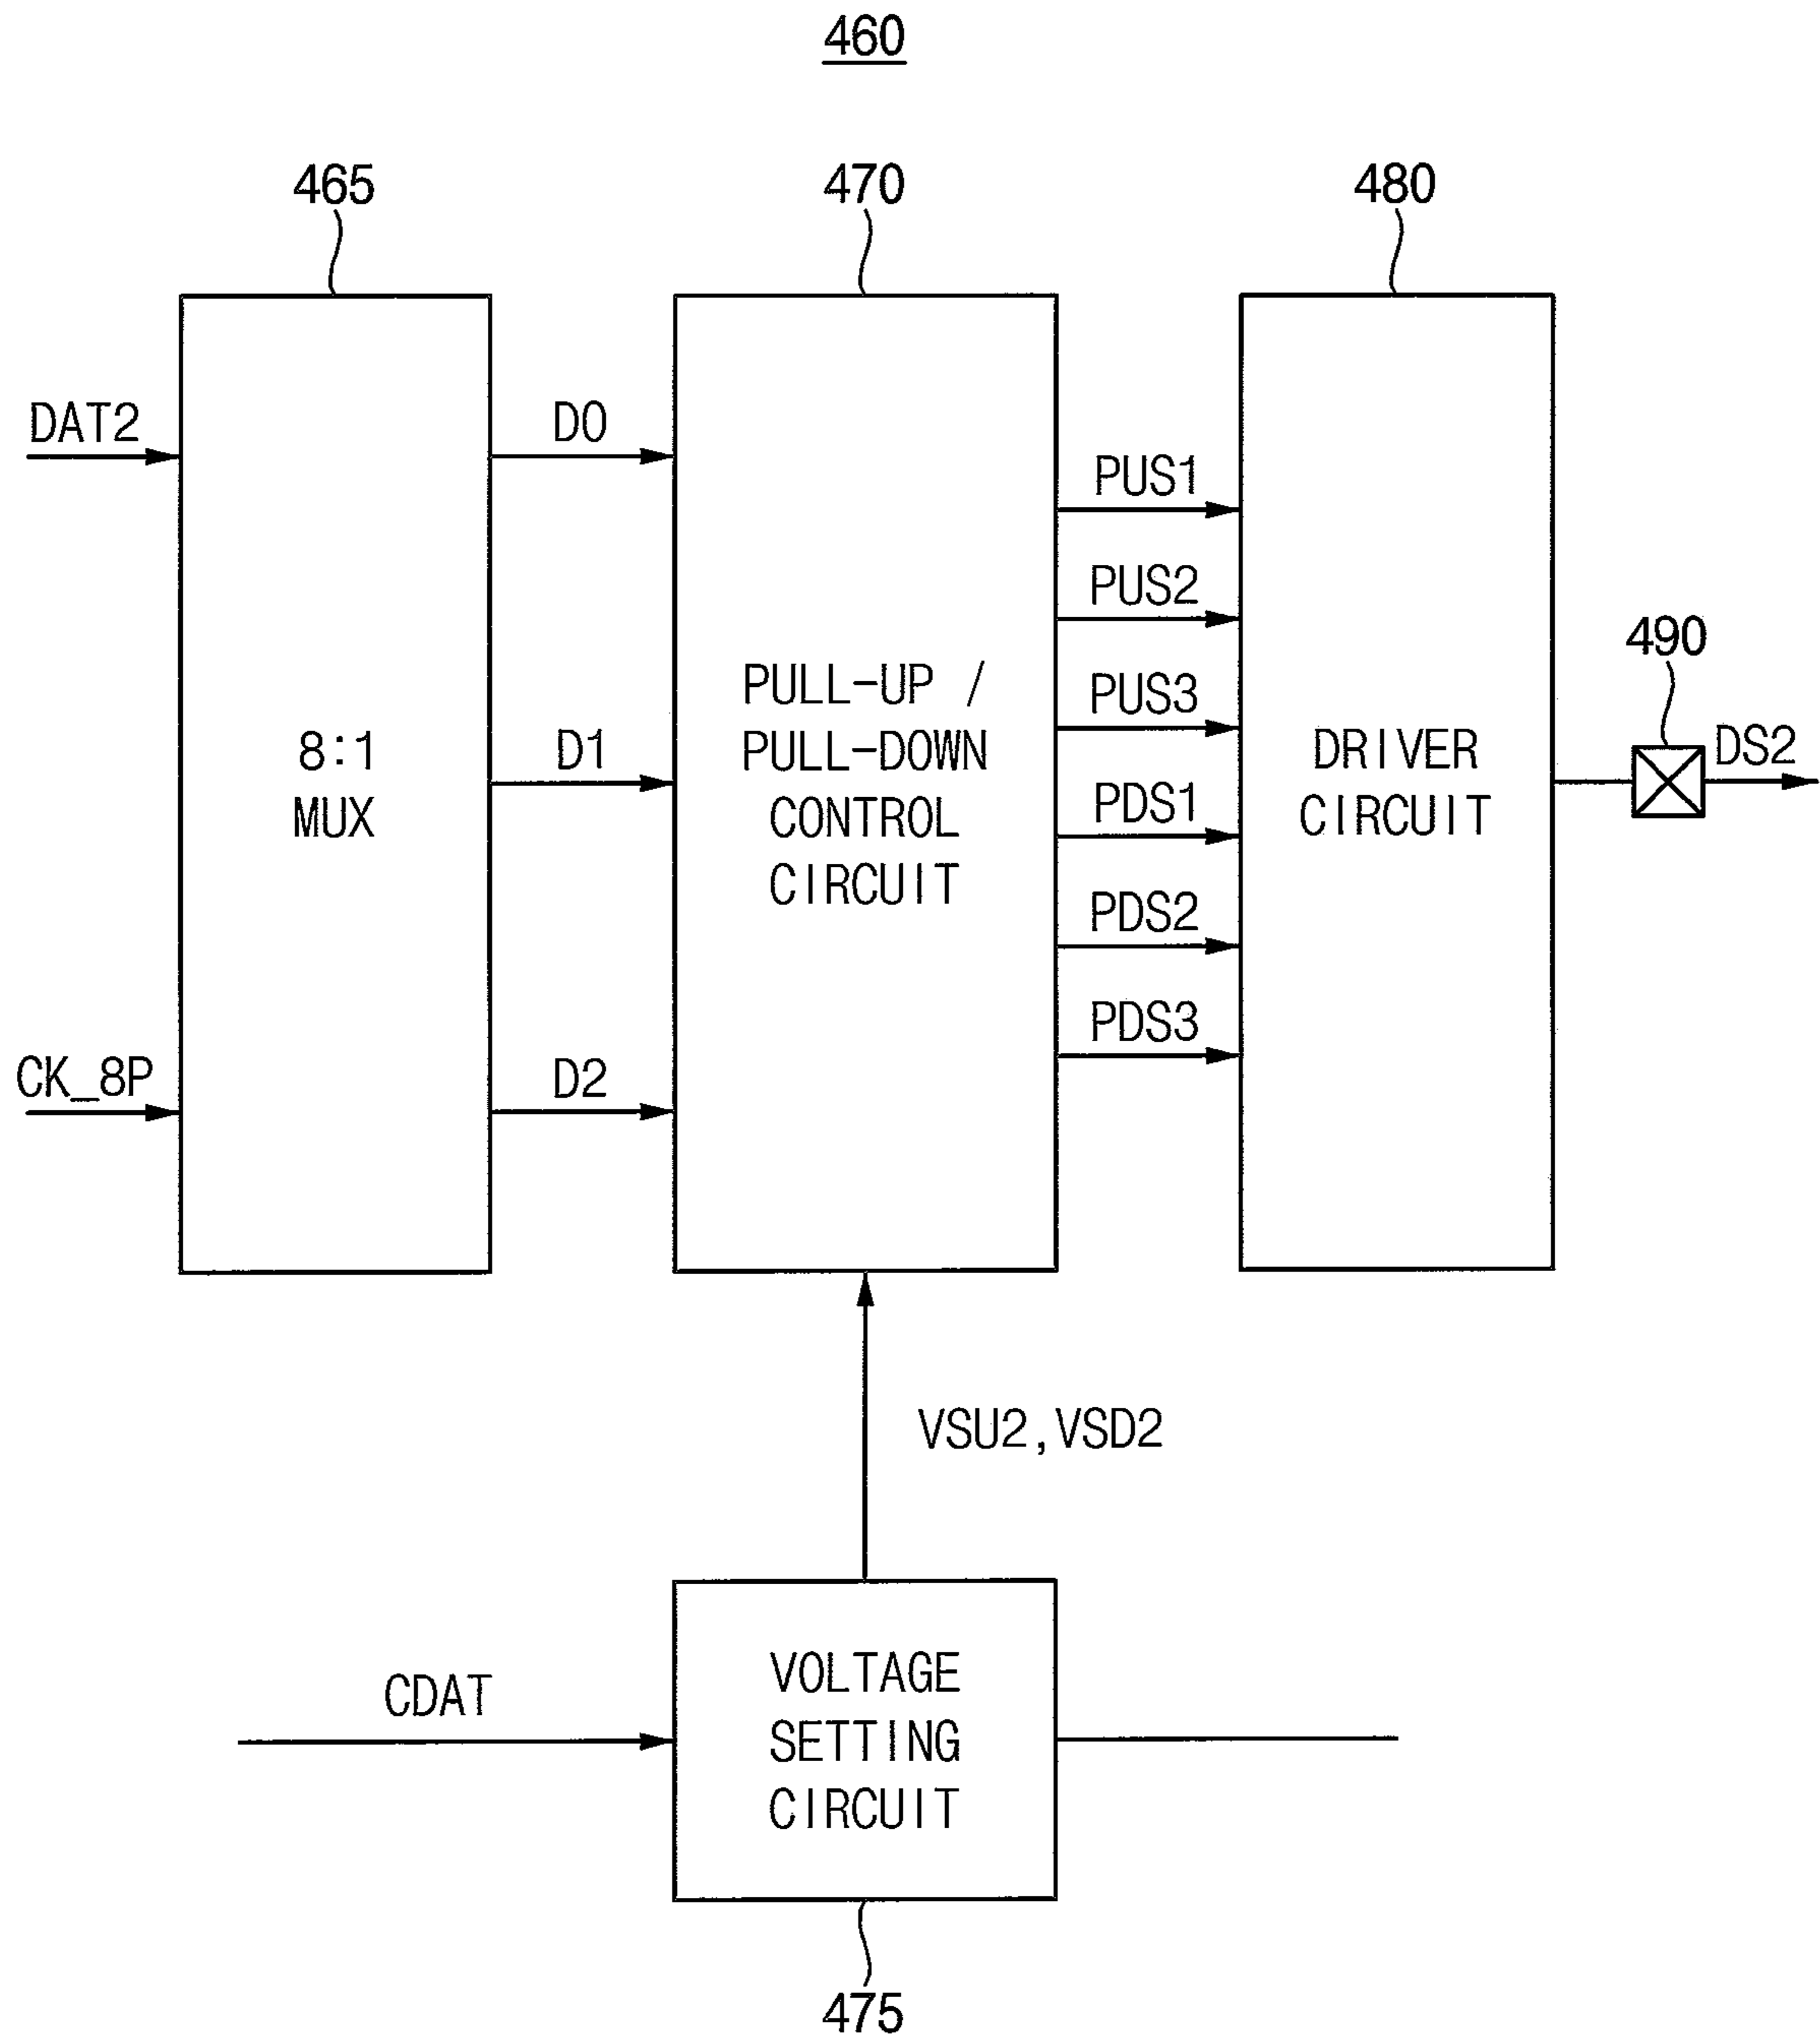 460
465
470
480
DAT2
D0
PUS1
PUS2
490
PULL-UP /
PULL-DOWN
CONTROL
CIRCUIT
PUS3
8:1
MUX
D1
DRIVER
CIRCUIT
DS2
PDS1
PDS2
PDS3
CK_8P
D2
VSU2,VSD2
CDAT
VOLTAGE
SETTING
CIRCUIT
475